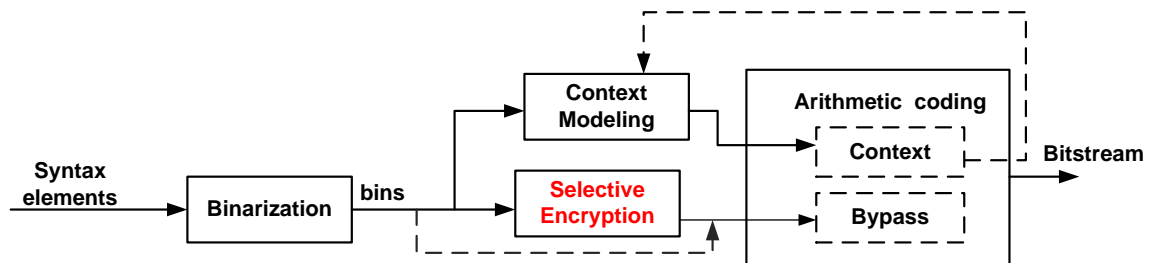 Syntax
elements
Binarization
bins
Context
Modeling
Selective
Encryption
Arithmetic coding
Context
Bypass
Bitstream